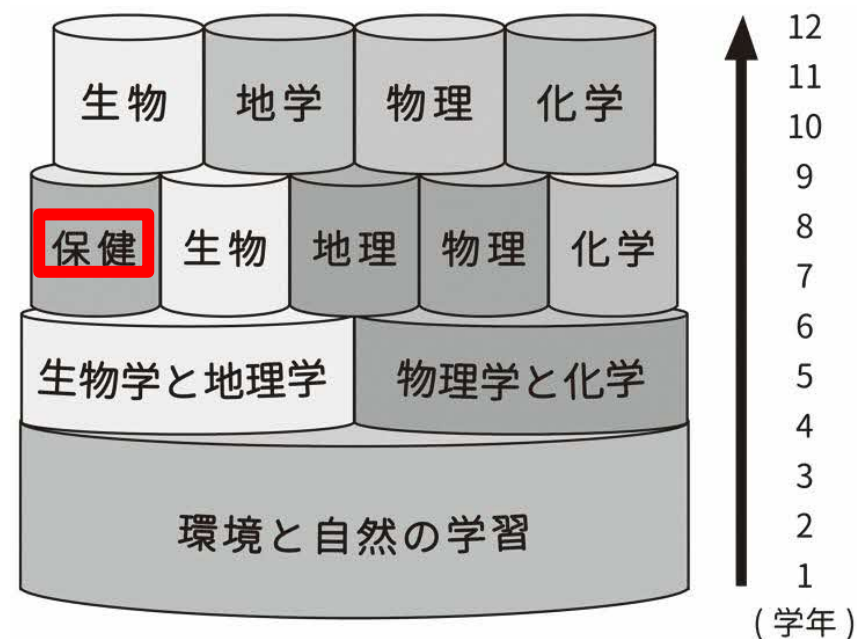 生物 地学 物理 化学
保健 生物 地理 物理 化学
生物学と地理学 物理学と化学
環境と自然の学習
12
11
10
9
8
7
6
5
4
3
2
1
(学年)